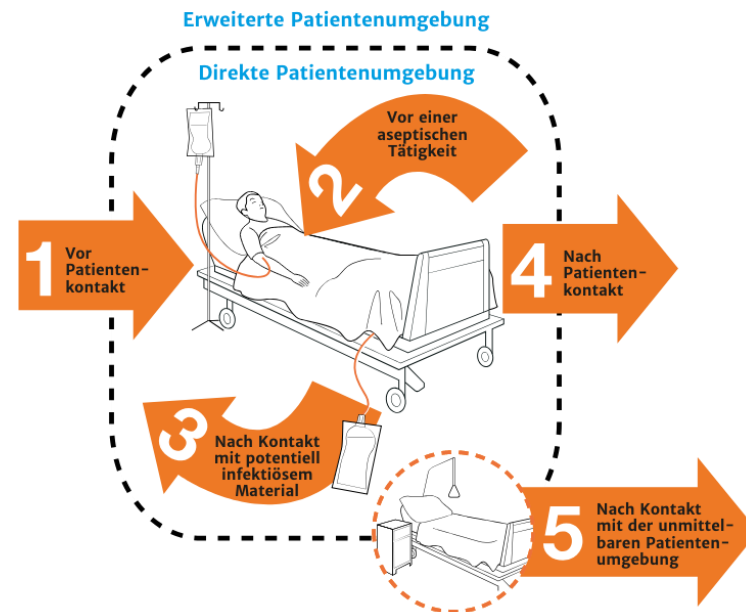 Erweiterte Patientenumgebung
Direkte Patientenumgebung
Vor einer
aseptischen
Tätigkeit
2
1
Vor
Patienten-
kontakt
4
Nach
Patienten-
kontakt
3
Nach Kontakt
mit potentiell
infektiösem
Material
5
Nach Kontakt
mit der unmittel-
baren Patienten-
umgebung